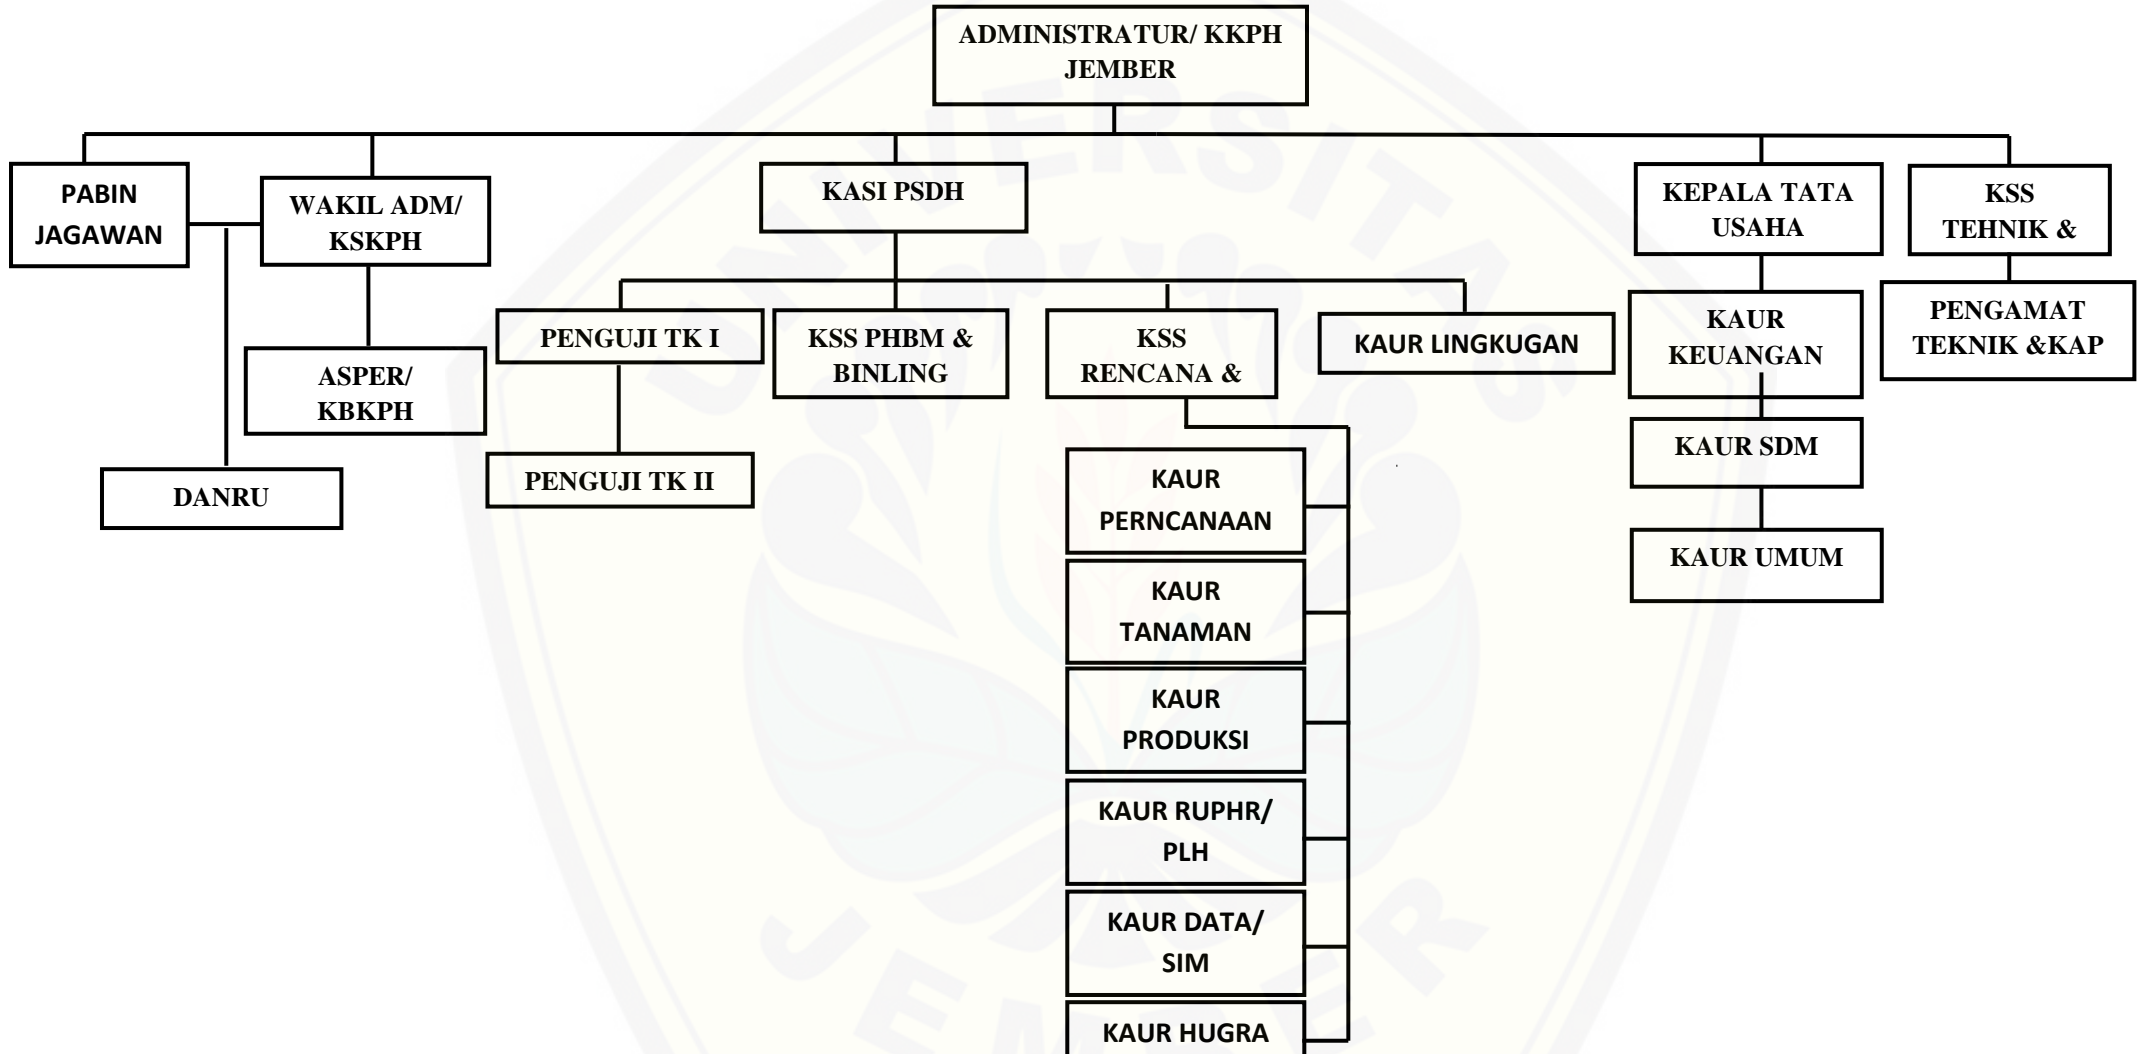 ADMINISTRATUR/ KKPH
JEMBER
PABIN
JAGAWAN
WAKIL ADM/
KSKPH
KASI PSDH
KEPALA TATA
USAHA
KSS
TEHNIK &
PENGUJI TK I
KSS PHBM &
BINLING
KSS
RENCANA &
KAUR LINGKUGAN
KAUR
KEUANGAN
PENGAMAT
TEKNIK &KAP
ASPER/
KBKPH
DANRU
PENGUJI TK II
KAUR SDM
KAUR UMUM
KAUR
PERNCANAAN
KAUR
TANAMAN
KAUR
PRODUKSI
KAUR RUPHR/
PLH
KAUR DATA/
SIM
KAUR HUGRA
UNIVERSITAS
JEMBER